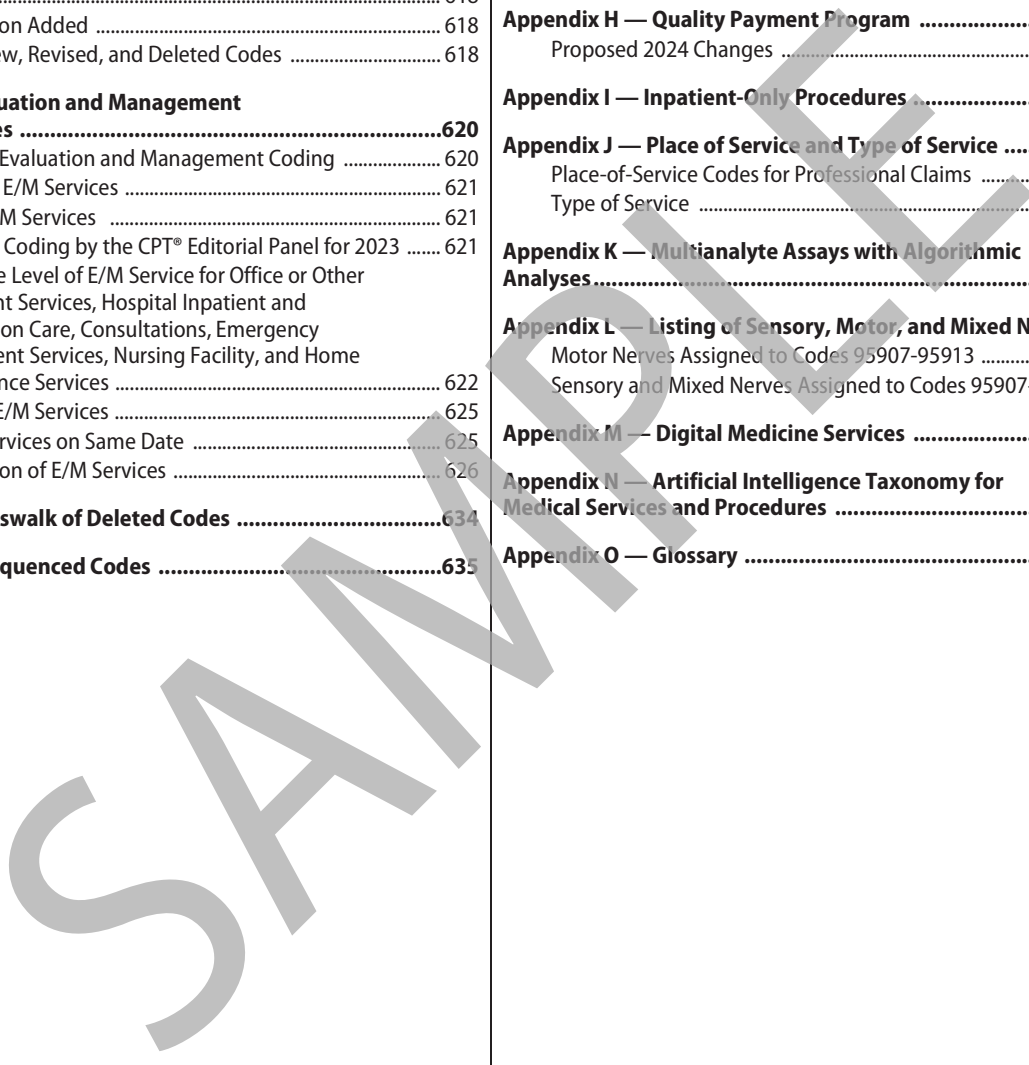 on Added ........................................................................................ 618
w, Revised, and Deleted Codes ............................. 618
uation and Management
s ...............................................................................620
Evaluation and Management Coding ................... 620
E/M Services ............................................................. 621
M Services ................................................................ 621
Coding by the CPT® Editorial Panel for 2023 ....... 621
e Level of E/M Service for Office or Other
nt Services, Hospital Inpatient and
on Care, Consultations, Emergency
ent Services, Nursing Facility, and Home
nce Services ............................................................... 622
E/M Services ............................................................... 625
rvices on Same Date ................................................ 625
on of E/M Services .................................................... 626
swalk of Deleted Codes ......................................634
quenced Codes .....................................................635
Appendix H — Quality Payment Program ....................
Proposed 2024 Changes ................................................
Appendix I — Inpatient-Only Procedures ......................
Appendix J — Place of Service and Type of Service .....
Place-of-Service Codes for Professional Claims ..........
Type of Service ................................................................
Appendix K — Multianalyte Assays with Algorithmic
Analyses...............................................................................
Appendix L — Listing of Sensory, Motor, and Mixed N
Motor Nerves Assigned to Codes 95907-95913 ..........
Sensory and Mixed Nerves Assigned to Codes 95907-
Appendix M — Digital Medicine Services ......................
Appendix N — Artificial Intelligence Taxonomy for
Medical Services and Procedures ....................................
Appendix O — Glossary .....................................................
SAMPLE